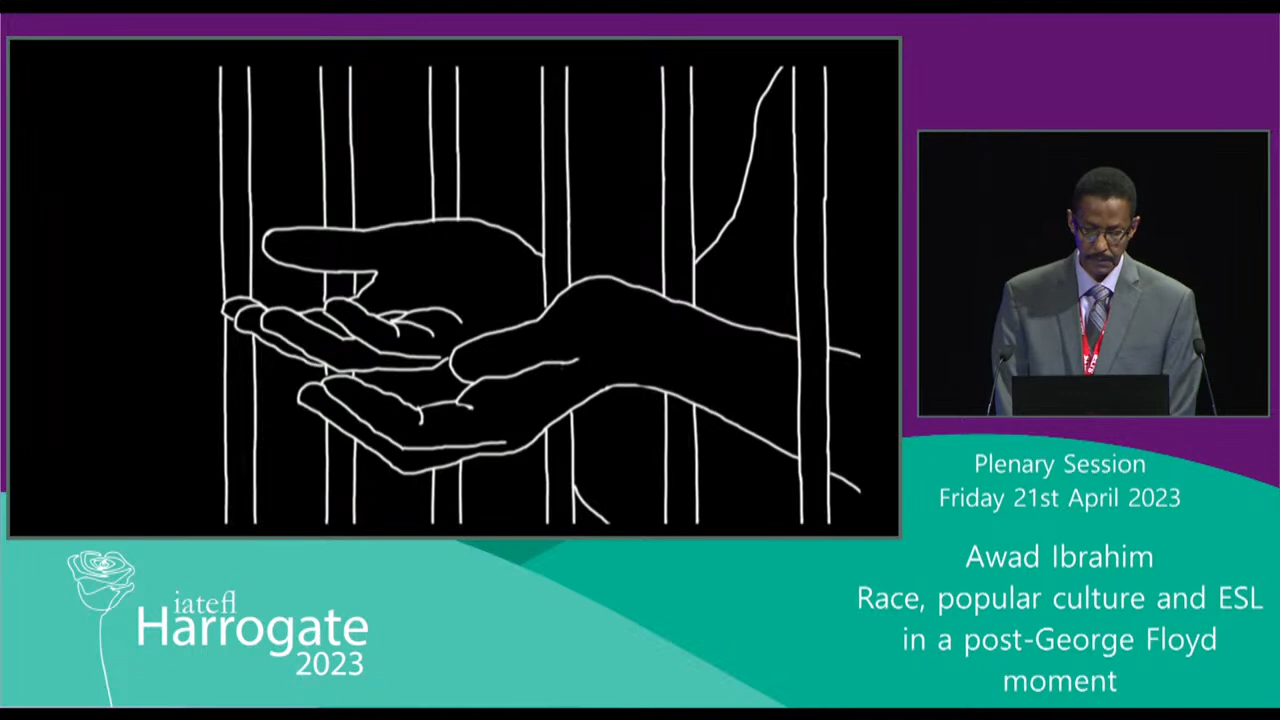 Plenary Session
Friday 21st April 2023
Awad Ibrahim
Race, popular culture and ESL
in a post-George Floyd
moment
iatefl
Harrogate
2023